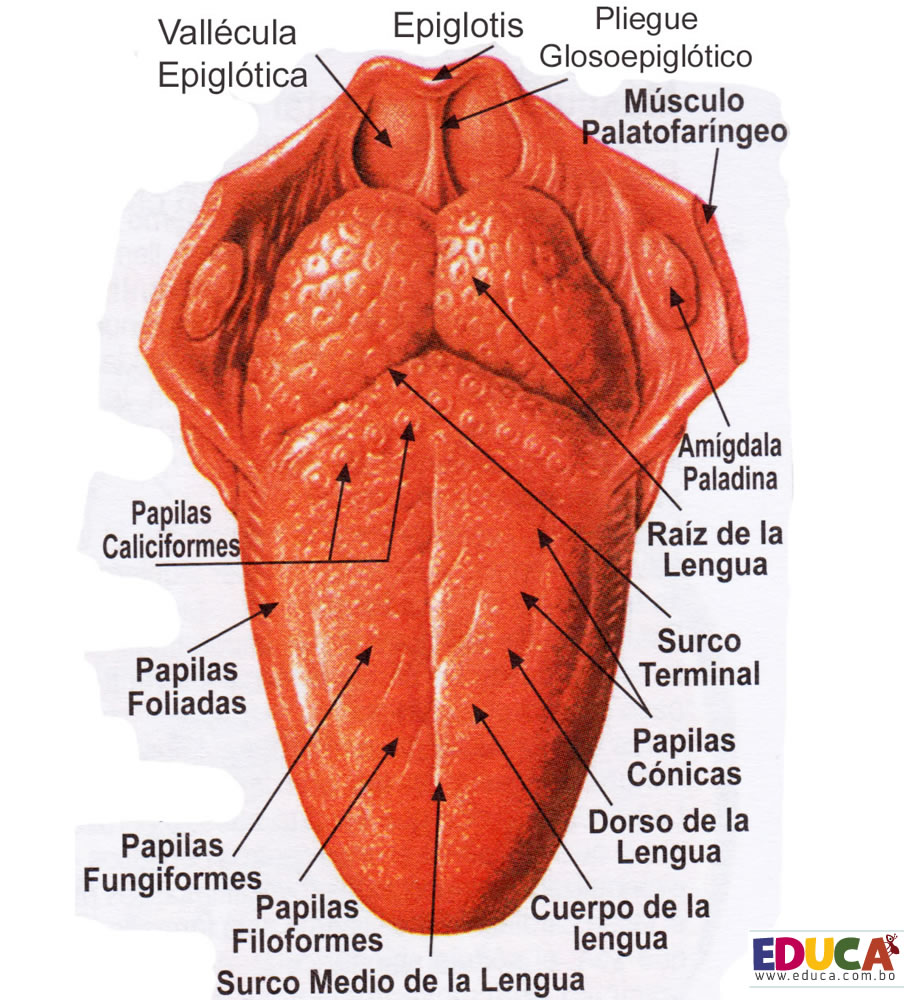 Vallécula
Epiglótica
Epiglotis
Pliegue
Glosoepiglótico
Músculo
Palatofaríngeo
Amígdala
Paladina
Raíz de la
Lengua
Papilas
Caliciformes
Surco
Terminal
Papilas
Foliadas
Papilas
Cónicas
Dorso de la
Lengua
Papilas
Fungiformes
Papilas
Filoformes
Cuerpo de la
lengua
Surco Medio de la Lengua
EDUCA
www.educa.com.bo